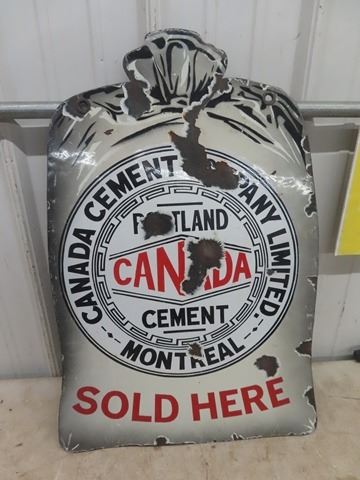 CANADA CEMENT COMPANY LIMITED.
PORTLAND
CANADA
CEMENT
MONTREAL
SOLD HERE